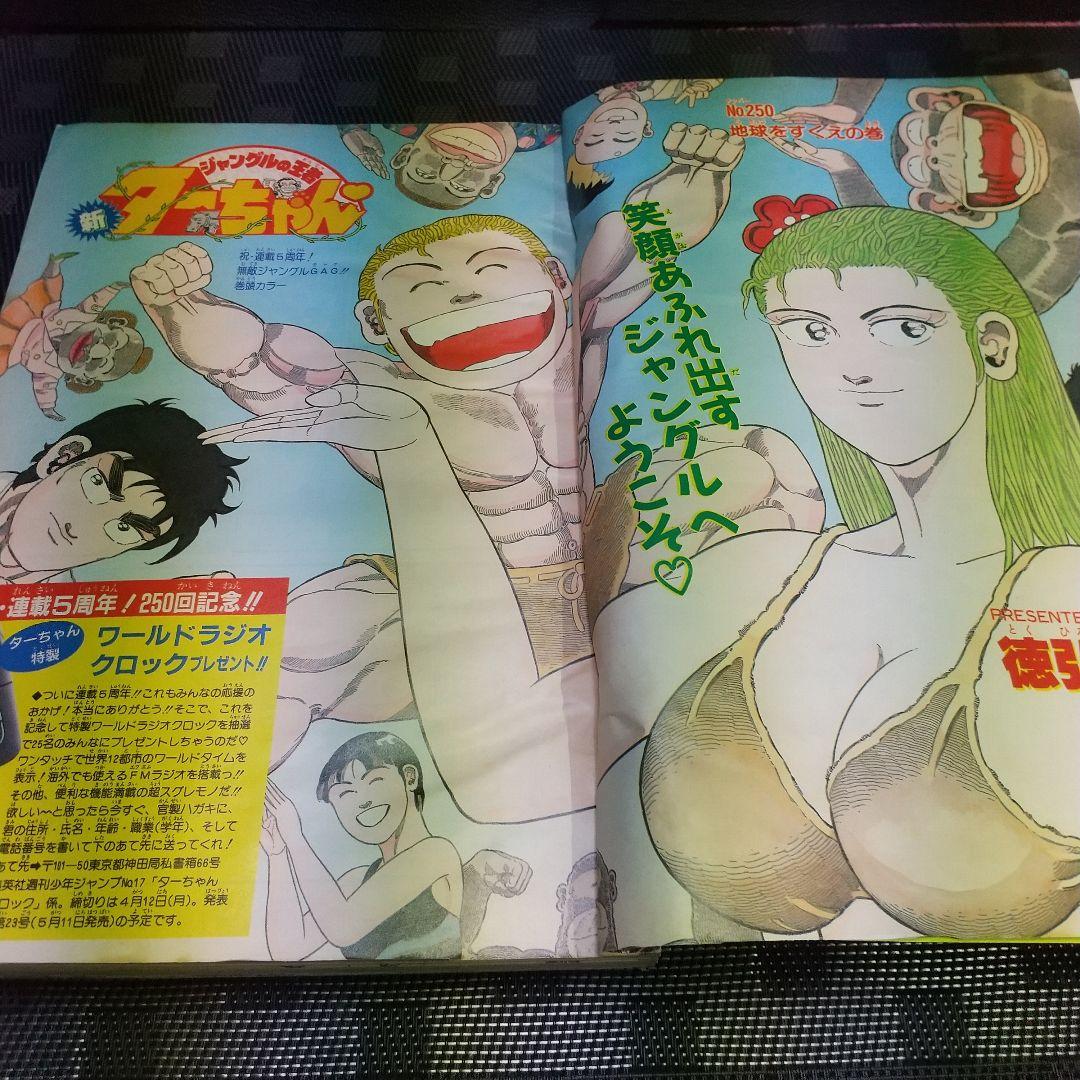 ジャングルの王者
新
ターちゃん
祝・連載5周年!
無敵ジャングルGAG!!
巻頭カラー
No250
地球をすくえの巻
笑顔あふれ出す
ジャングルへ
ようこそ♡
PRESENTE
徳弘
・連載5周年!250回記念!!
ターちゃん
特製
ワールドラジオ
クロックプレゼント!!
◆ついに連載5周年!!これもみんなの応援の
おかげ!本当にありがとう!!そこで、これを
記念して特製ワールドラジオクロックを抽選
で25名のみんなにプレゼントしちゃうのだ♡
ワンタッチで世界12都市のワールドタイムを
表示!海外でも使えるFMラジオを搭載っ!!
その他、便利な機能満載の超スグレモノだ!!
欲しい〜と思ったら今すぐ、官製ハガキに、
君の住所・氏名・年齢・職業(学年)、そして
電話番号を書いて下のあて先に送ってくれ!
あて先➡〒101-50東京都神田局私書箱66号
英社週刊少年ジャンプNo17「ターちゃん
ロック」係。締切りは4月12日(月)。発表
第23号(5月11日発売)の予定です。